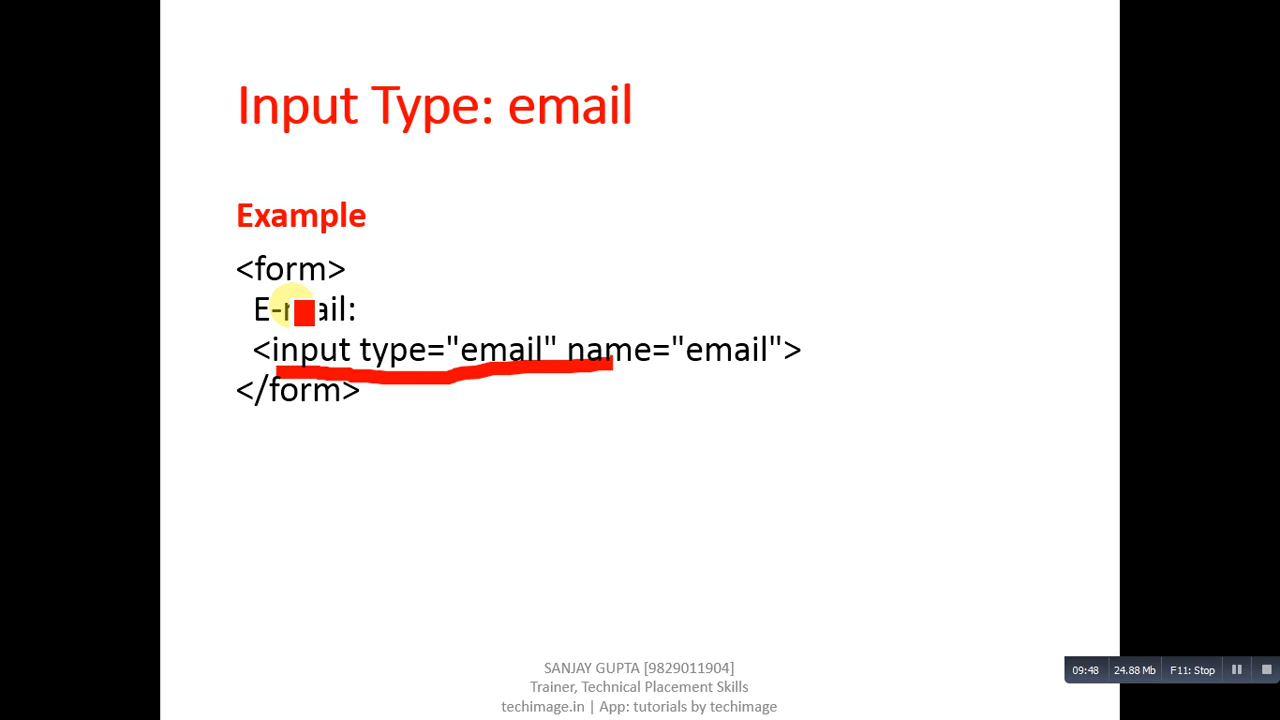 Input Type: email
Example
<form>
E-mail:
<input type="email" name="email">
</form>
SANJAY GUPTA [9829011904]
Trainer, Technical Placement Skills
techimage.in | App: tutorials by techimage
09:48 24.88 Mb F11: Stop